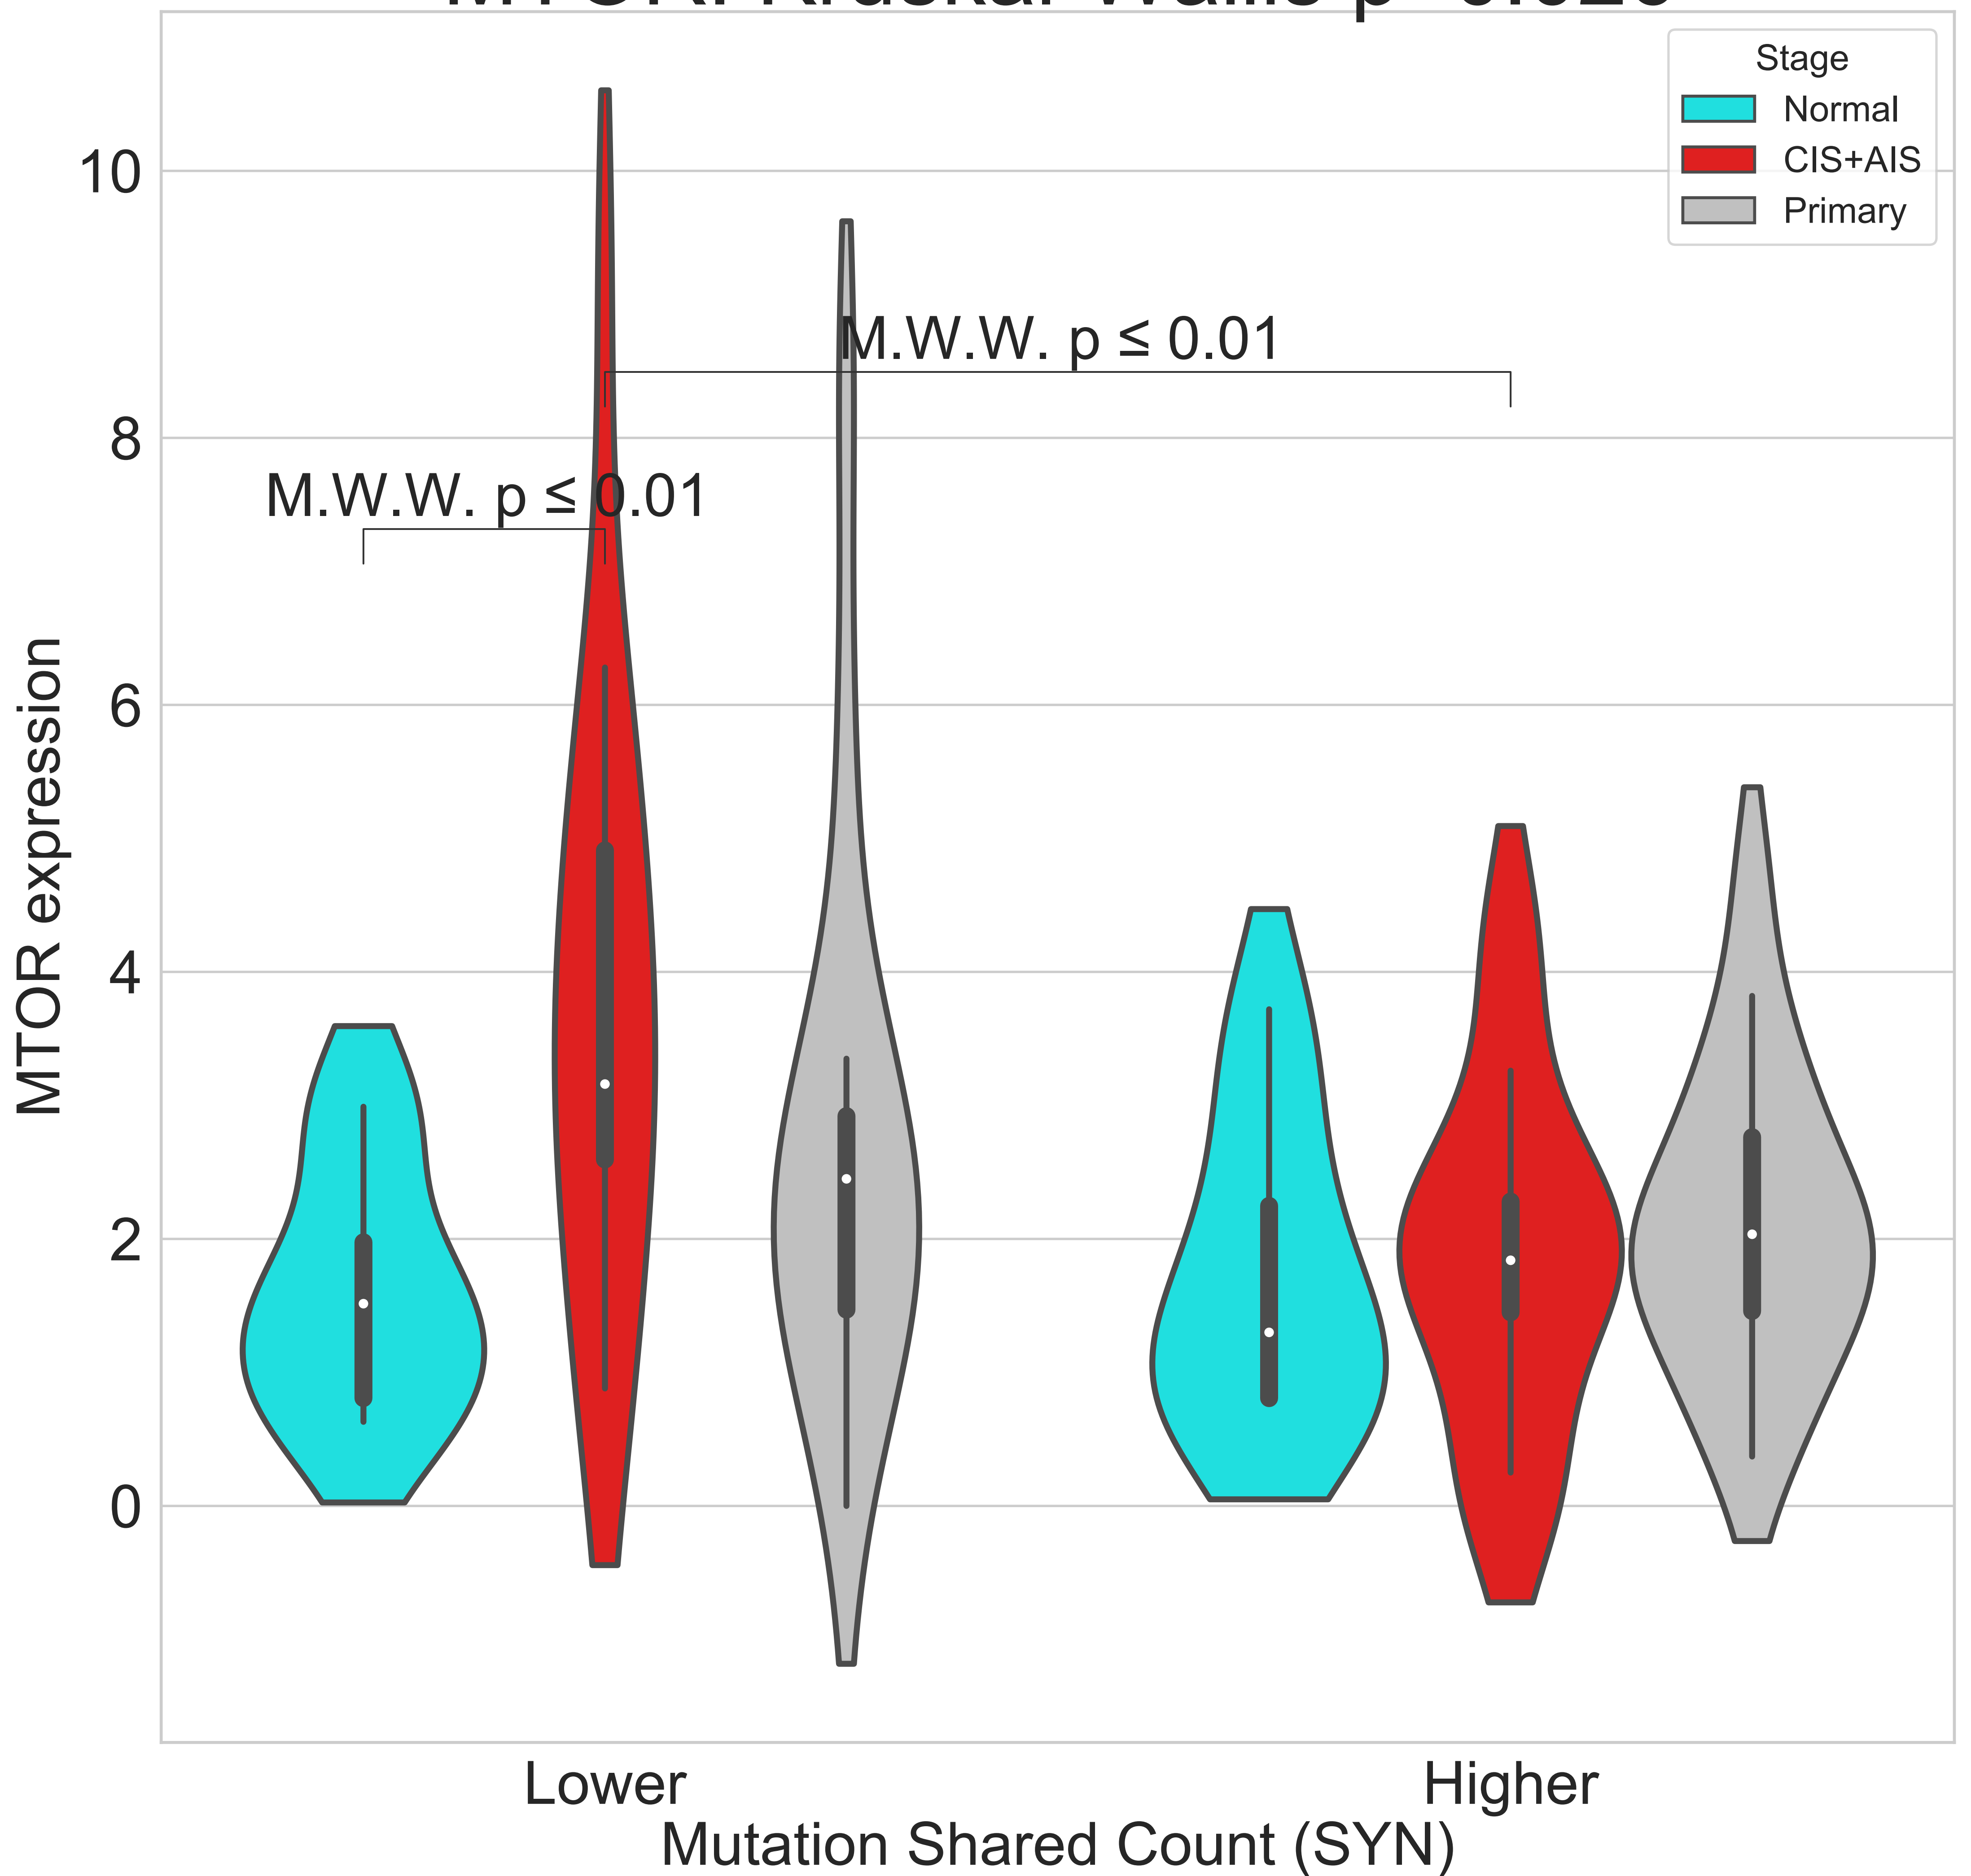 Stage
Normal
CIS+AIS
Primary
10
8
6
4
2
0
M.W.W. p ≤ 0.01
M.W.W. p ≤ 0.01
MTOR expression
Lower
Higher
Mutation Shared Count (SYN)